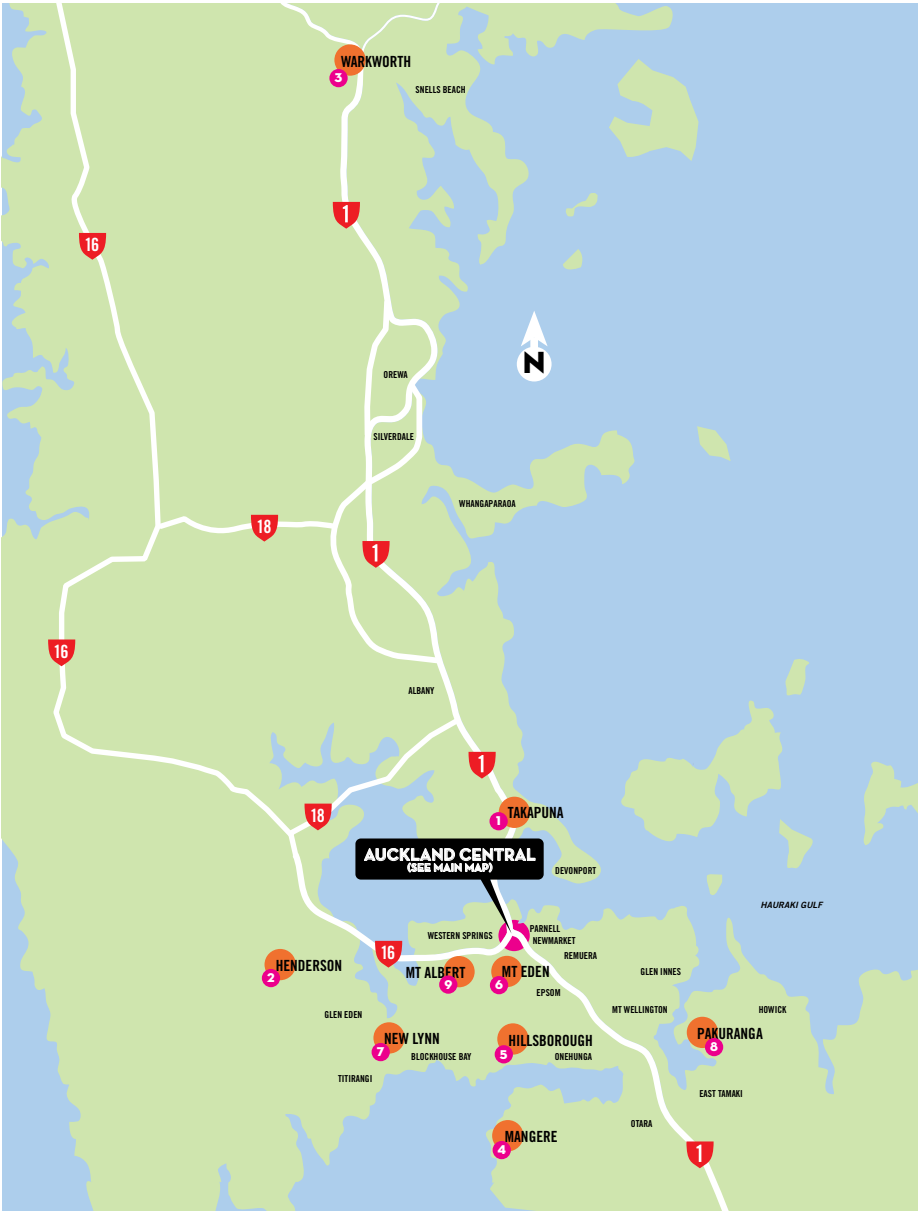 WARKWORTH
3
SNELLS BEACH
1
16
N
OREWA
SILVERDALE
WHANGAPARAOA
18
1
16
ALBANY
1
18
TAKAPUNA
1
AUCKLAND CENTRAL
(SEE MAIN MAP)
DEVONPORT
HAURAKI GULF
WESTERN SPRINGS
PARNELL
NEWMARKET
16
REMUERA
HENDERSON
2
MT ALBERT
9
MT EDEN
6
GLEN INNES
EPSOM
GLEN EDEN
MT WELLINGTON
HOWICK
NEW LYNN
7
HILLSBOROUGH
5
PAKURANGA
8
BLOCKHOUSE BAY
ONEHUNGA
TITIRANGI
EAST TAMAKI
OTARA
MANGERE
4
1